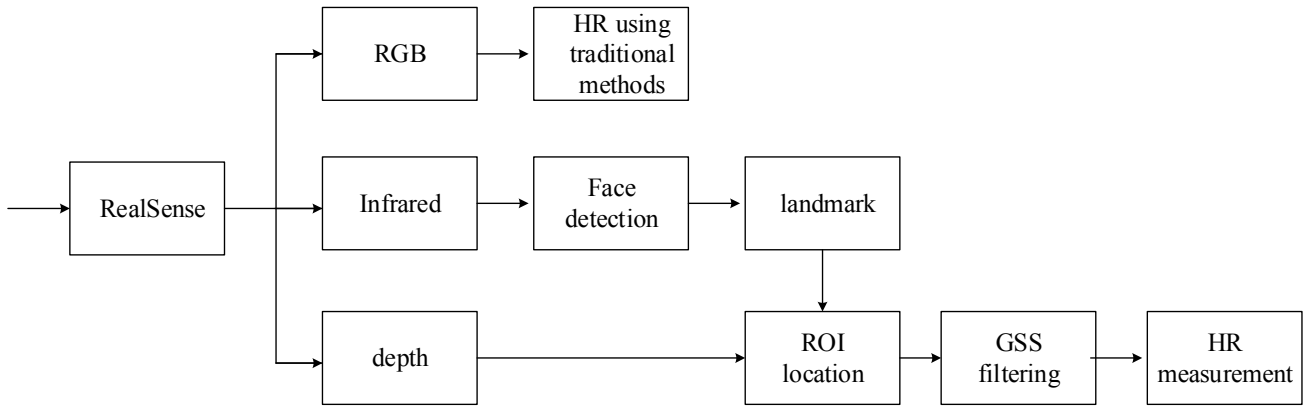 RGB
HR using
traditional
methods
RealSense
Infrared
Face
detection
landmark
depth
ROI
location
GSS
filtering
HR
measurement